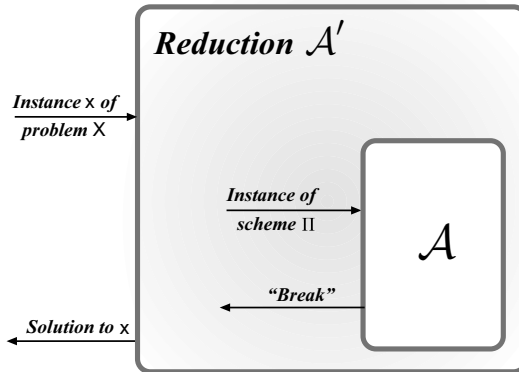 Reduction 𝒜′
Instance x of
problem X
Instance of
scheme Π
𝒜
“Break”
Solution to x